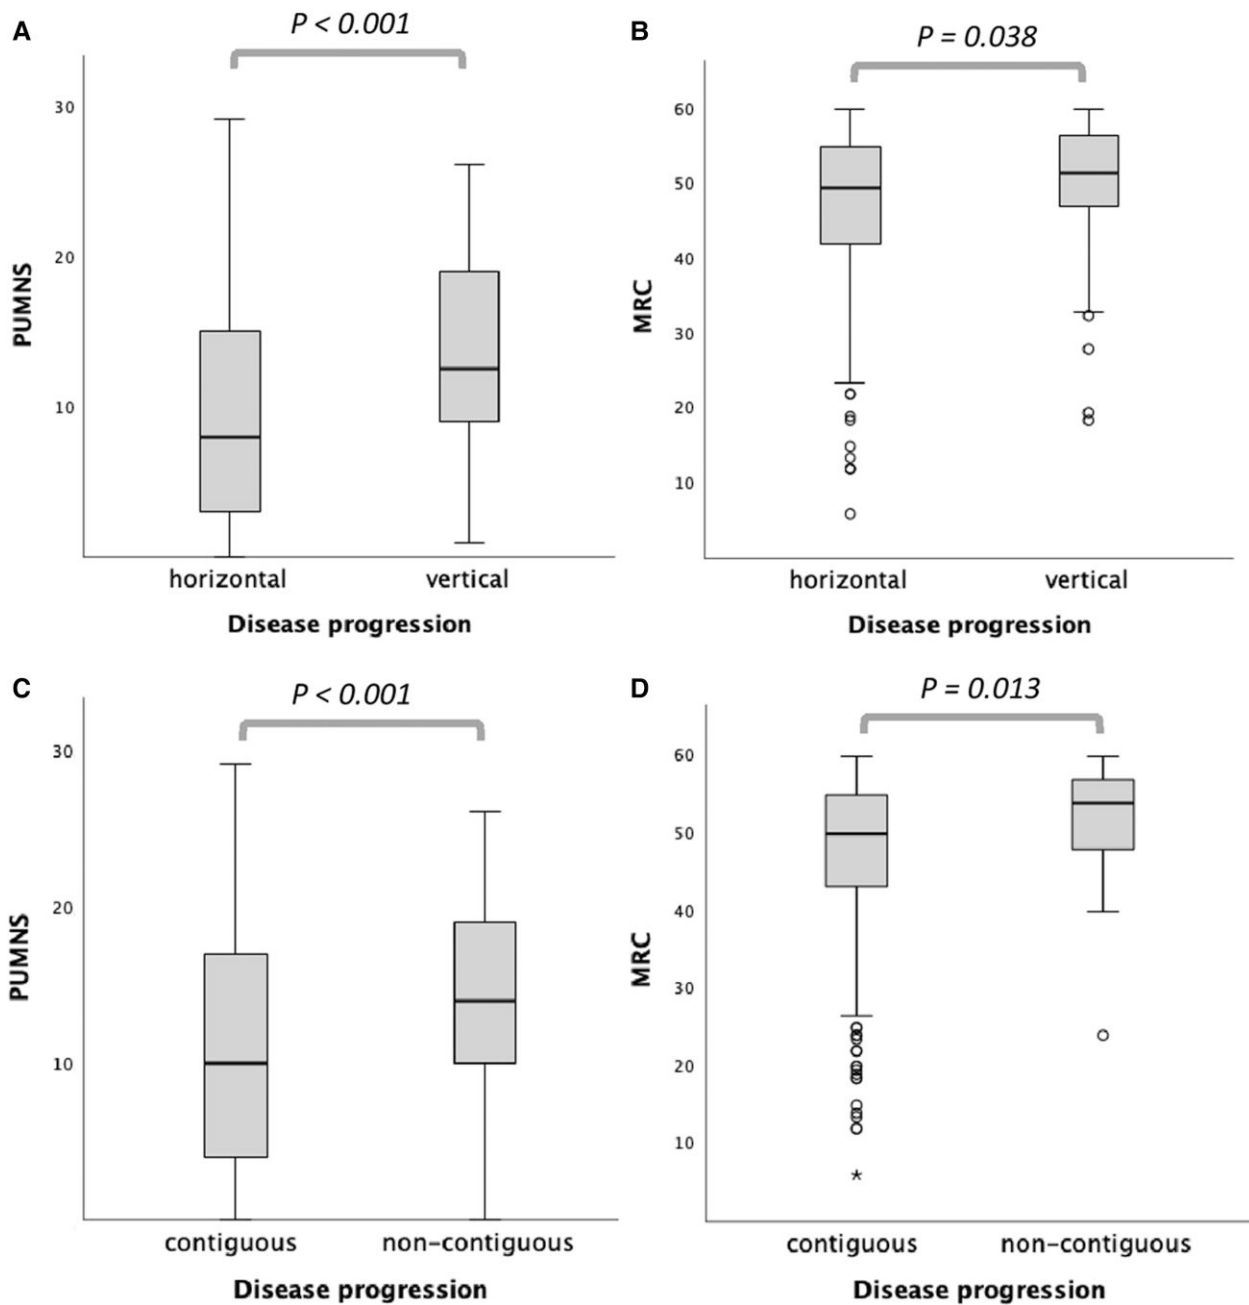 A
P < 0.001
30
20
10
PUMNS
horizontal
vertical
Disease progression
B
P = 0.038
60
50
40
30
20
10
MRC
horizontal
vertical
Disease progression
C
P < 0.001
30
20
10
PUMNS
contiguous
non-contiguous
Disease progression
D
P = 0.013
60
50
40
30
20
10
MRC
contiguous
non-contiguous
Disease progression